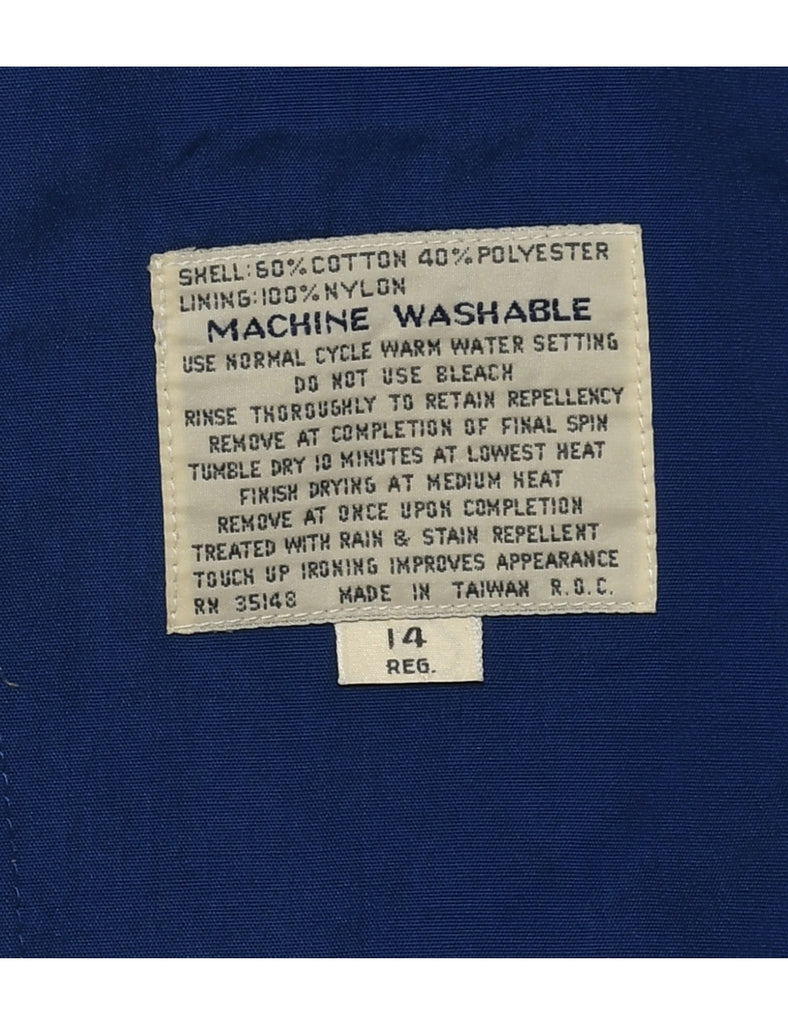 SHELL: 60% COTTON 40% POLYESTER
LINING: 100% NYLON
MACHINE WASHABLE
USE NORMAL CYCLE WARM WATER SETTING
DO NOT USE BLEACH
RINSE THOROUGHLY TO RETAIN REPELLENCY
REMOVE AT COMPLETION OF FINAL SPIN
TUMBLE DRY 10 MINUTES AT LOWEST HEAT
FINISH DRYING AT MEDIUM HEAT
REMOVE AT ONCE UPON COMPLETION
TREATED WITH RAIN & STAIN REPELLENT
TOUCH UP IRONING IMPROVES APPEARANCE
RN 35148 MADE IN TAIWAN R.O.C.
14
REG.